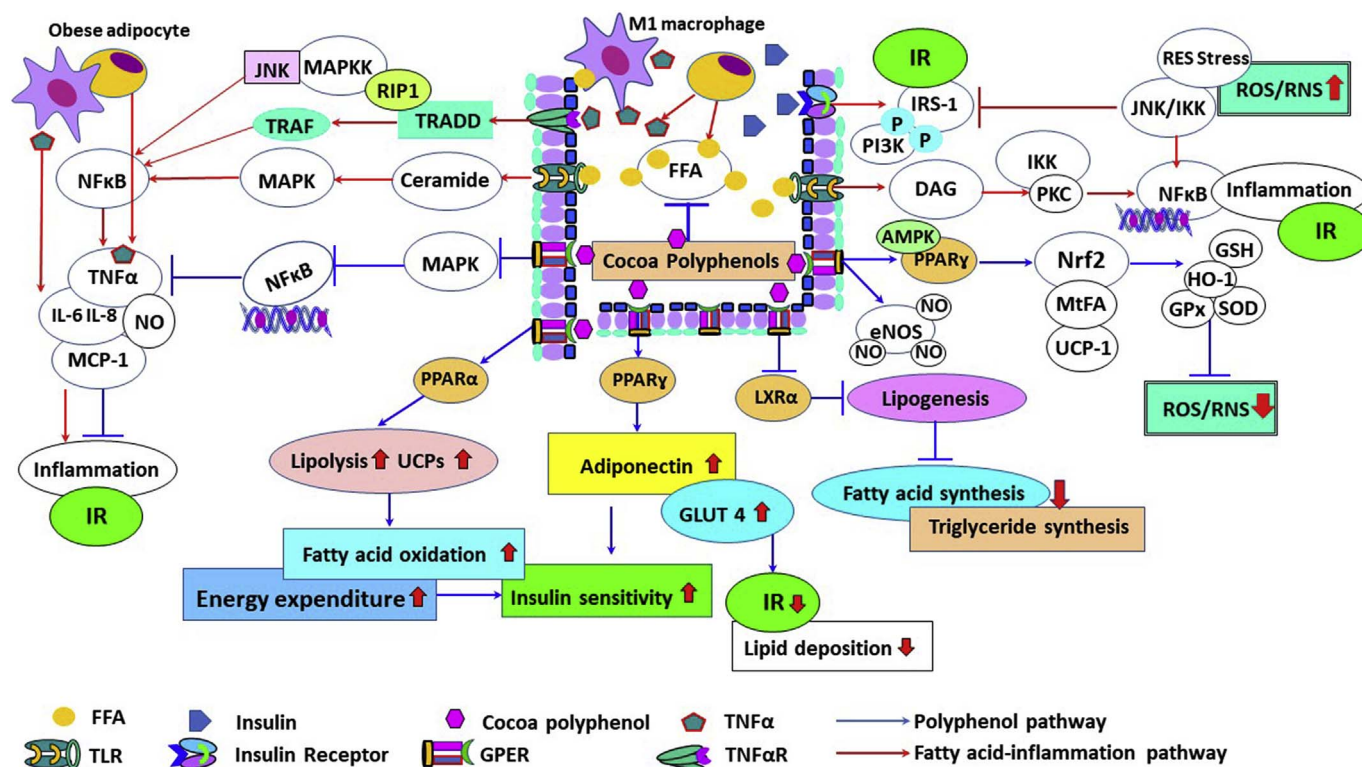 Obese adipocyte
M1 macrophage
JNK
MAPKK
RIP1
TRAF
TRADD
NFκB
MAPK
Ceramide
FFA
IR
IRS-1
P
P
PI3K
RES Stress
ROS/RNS
JNK/IKK
DAG
IKK
PKC
NFκB
Inflammation
IR
TNFα
IL-6 IL-8
NO
MCP-1
NFκB
MAPK
Cocoa Polyphenols
AMPK
PPARɣ
Nrf2
MtFA
UCP-1
GSH
HO-1
GPx
SOD
NO
eNOS
NO
NO
ROS/RNS
PPARα
PPARɣ
LXRα
Lipogenesis
Inflammation
IR
Lipolysis
UCPs
Adiponectin
GLUT 4
Fatty acid synthesis
Triglyceride synthesis
Fatty acid oxidation
Energy expenditure
Insulin sensitivity
IR
Lipid deposition
FFA
Insulin
Cocoa polyphenol
TNFα
Polyphenol pathway
TLR
Insulin Receptor
GPER
TNFαR
Fatty acid-inflammation pathway